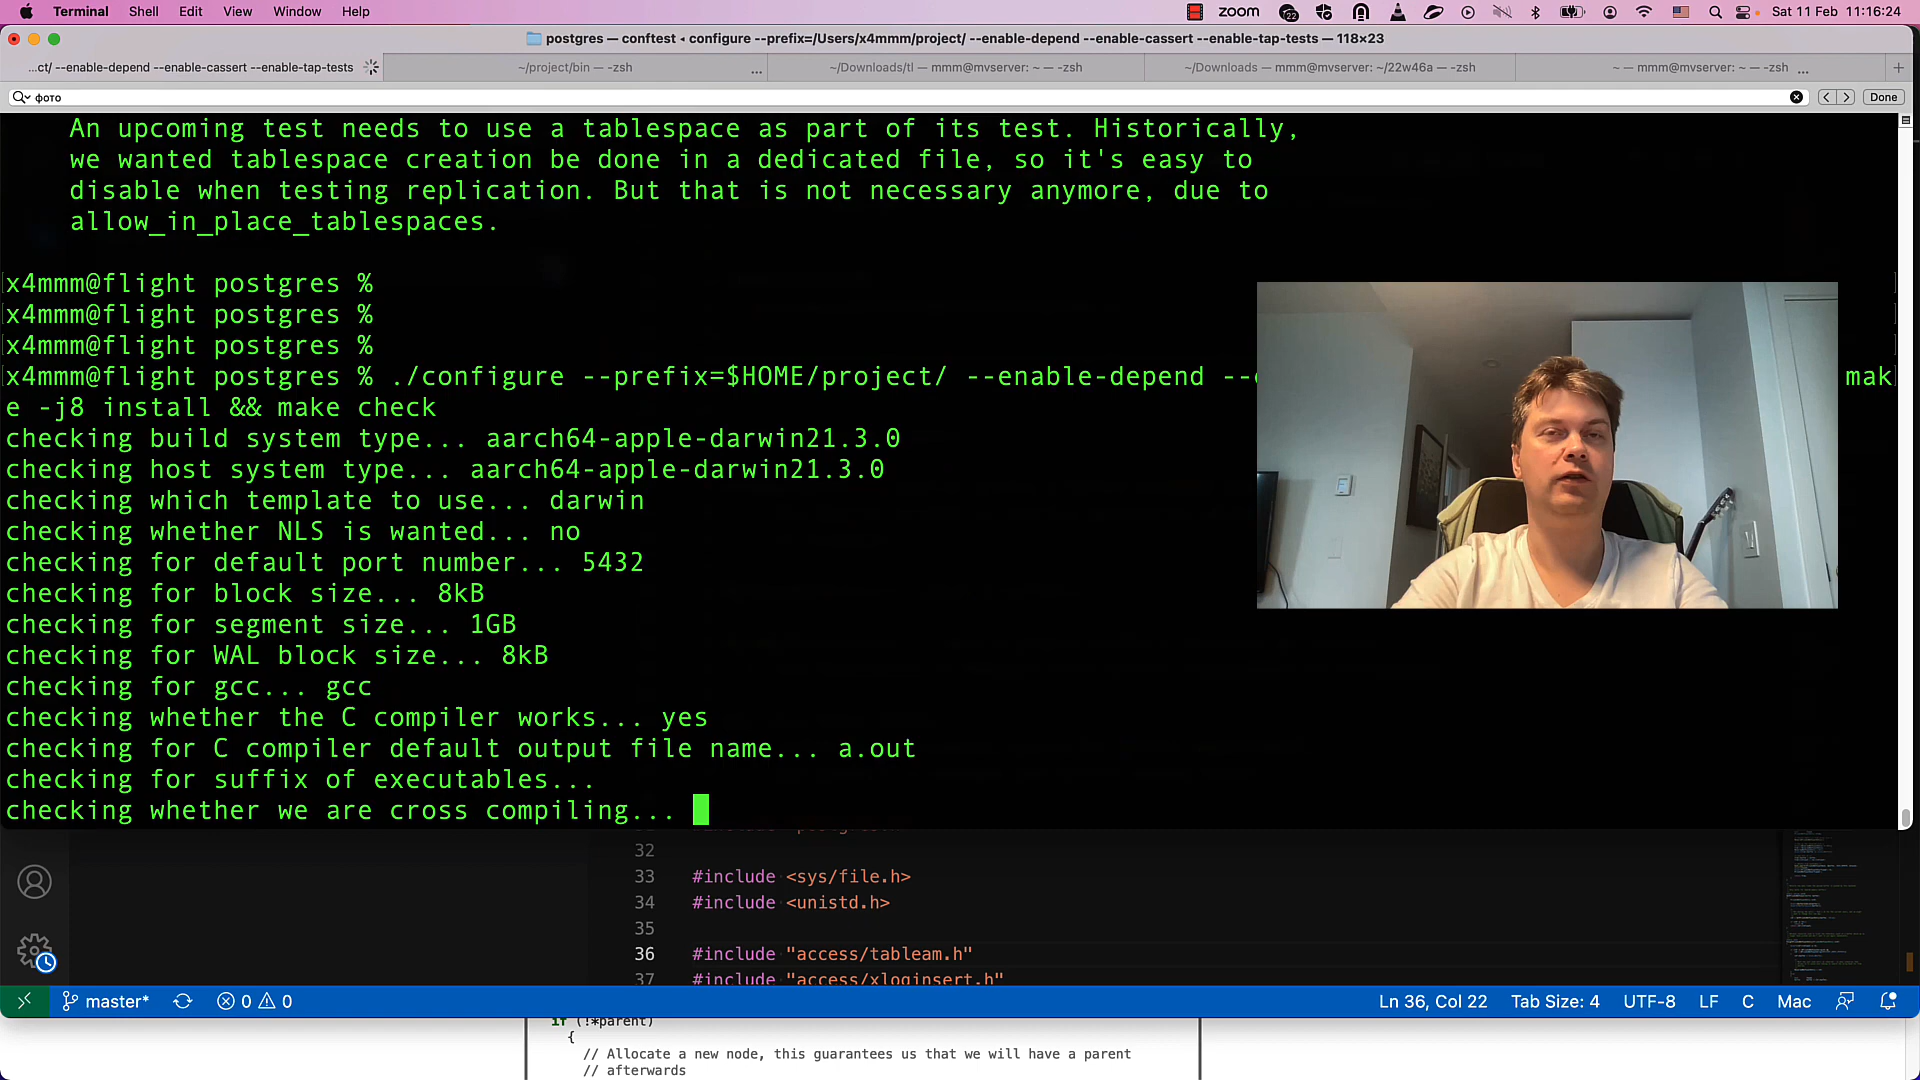 Terminal Shell Edit View Window Help zoom 22 Sat 11 Feb 11:16:24
postgres — conftest ◂ configure --prefix=/Users/x4mmm/project/ --enable-depend --enable-cassert --enable-tap-tests — 118×23
...ct/ --enable-depend --enable-cassert --enable-tap-tests ~/project/bin — -zsh ... ~/Downloads/tl — mmm@mvserver: ~ — -zsh ~/Downloads — mmm@mvserver: ~/22w46a — -zsh ~ — mmm@mvserver: ~ — -zsh ... +
фото Done
An upcoming test needs to use a tablespace as part of its test. Historically,
we wanted tablespace creation be done in a dedicated file, so it's easy to
disable when testing replication. But that is not necessary anymore, due to
allow_in_place_tablespaces.
x4mmm@flight postgres %
x4mmm@flight postgres %
x4mmm@flight postgres %
x4mmm@flight postgres % ./configure --prefix=$HOME/project/ --enable-depend -- mak
e -j8 install && make check
checking build system type... aarch64-apple-darwin21.3.0
checking host system type... aarch64-apple-darwin21.3.0
checking which template to use... darwin
checking whether NLS is wanted... no
checking for default port number... 5432
checking for block size... 8kB
checking for segment size... 1GB
checking for WAL block size... 8kB
checking for gcc... gcc
checking whether the C compiler works... yes
checking for C compiler default output file name... a.out
checking for suffix of executables...
checking whether we are cross compiling...
32
33 #include <sys/file.h>
34 #include <unistd.h>
35
36 #include "access/tableam.h"
37 #include "access/xloginsert.h"
master* 0 0 Ln 36, Col 22 Tab Size: 4 UTF-8 LF C Mac
if (!*parent)
{
// Allocate a new node, this guarantees us that we will have a parent
// afterwards